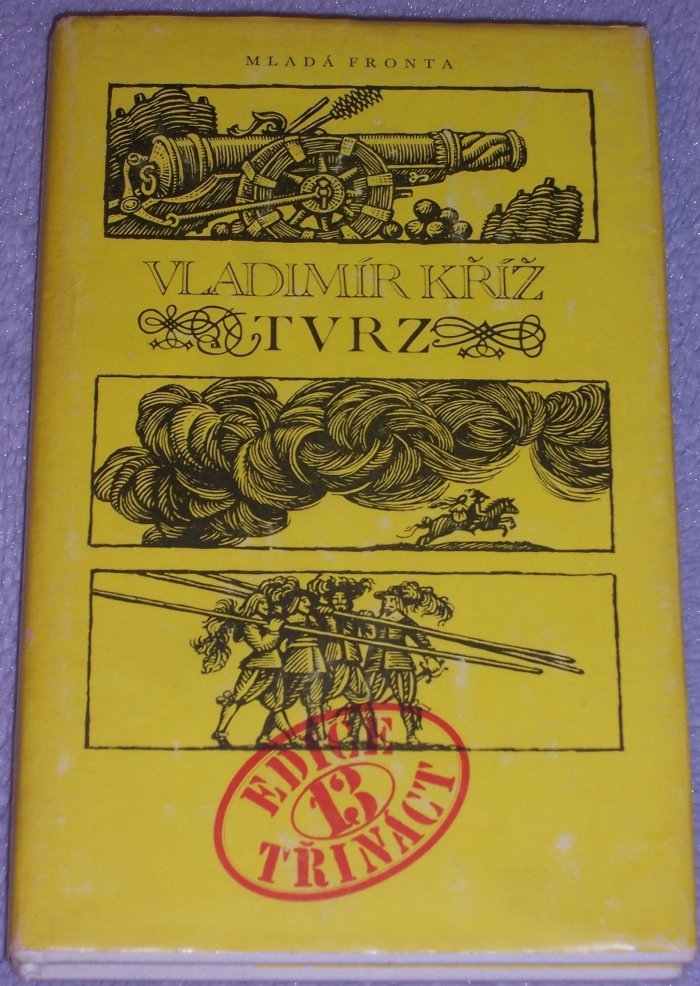 MLADÁ FRONTA
VLADIMÍR KŘÍŽ
TVRZ
EDICE
13
TŘINÁCT